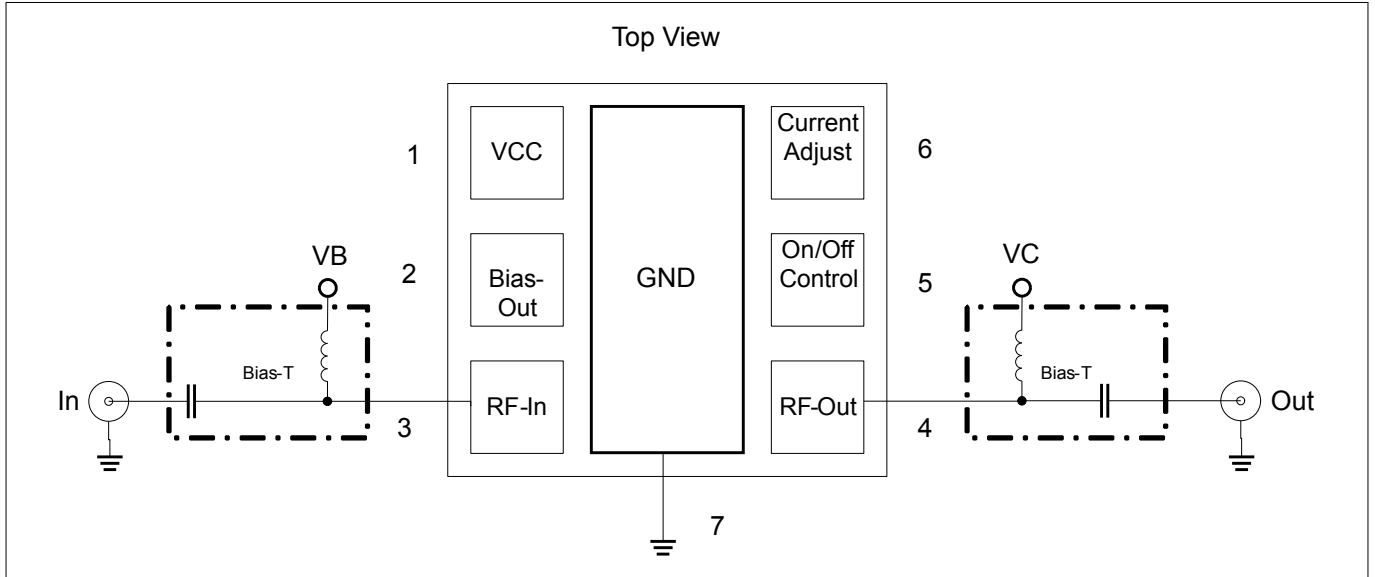 Top View
1
VCC
Current
Adjust
6
VB
2
Bias-
Out
GND
On/Off
Control
5
VC
In
Bias-T
3
RF-In
RF-Out
4
Bias-T
Out
7